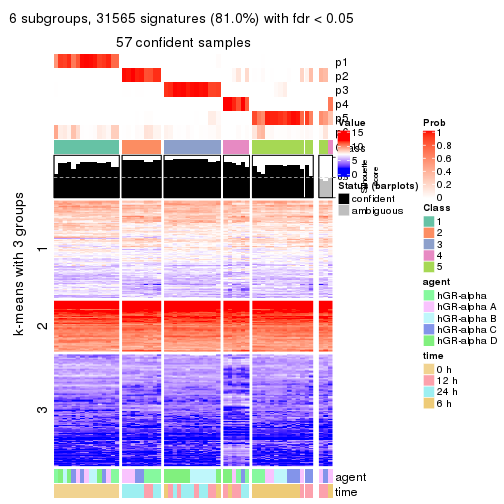 6 subgroups, 31565 signatures (81.0%) with fdr < 0.05
57 confident samples
p1
p2
p3
p4
p5
Value
15
10
5
0
Silhouette
score
Status (barplots)
confident
ambiguous
Prob
1
0.8
0.6
0.4
0.2
0
Class
1
2
3
4
5
agent
hGR-alpha
hGR-alpha A
hGR-alpha B
hGR-alpha C
hGR-alpha D
time
0 h
12 h
24 h
6 h
k-means with 3 groups
1
2
3
agent
time